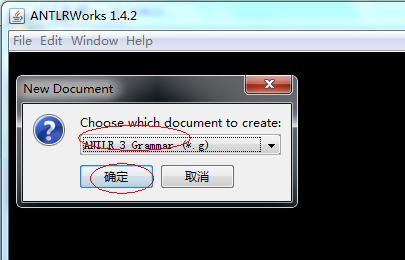 ANTLRWorks 1.4.2
File Edit Window Help
New Document
Choose which document to create:
ANTLR 3 Grammar (*.g)
确定 取消